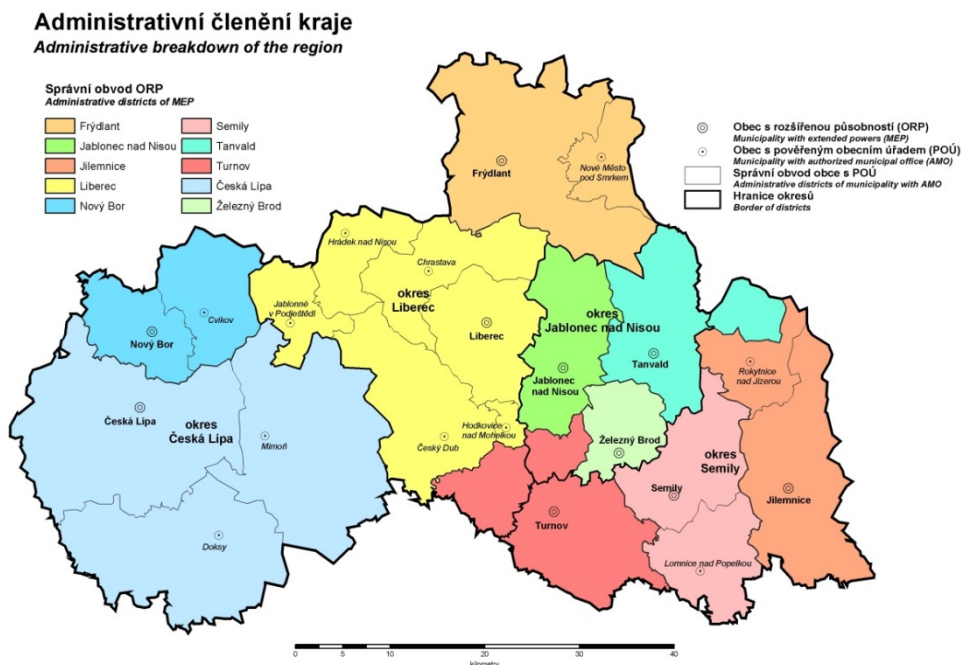 Administrativní členění kraje
Administrative breakdown of the region
Správní obvod ORP
Administrative districts of MEP
Frýdlant
Jablonec nad Nisou
Jilemnice
Liberec
Nový Bor
Semily
Tanvald
Turnov
Česká Lípa
Železný Brod
Obec s rozšířenou působností (ORP)
Municipality with extended powers (MEP)
Obec s pověřeným obecním úřadem (POÚ)
Municipality with authorized municipal office (AMO)
Správní obvod obce s POÚ
Administrative districts of municipality with AMO
Hranice okresů
Border of districts
Frýdlant
Nové Město
pod Smrkem
Hrádek nad Nisou
Chrastava
okres
Liberec
Jablonné
v Podještědí
Cvikov
Nový Bor
Liberec
okres
Jablonec nad Nisou
Tanvald
Jablonec
nad Nisou
Rokytnice
nad Jizerou
Česká Lípa
okres
Česká Lípa
Mimoň
Český Dub
Hodkovice
nad Mohelkou
Železný Brod
okres
Semily
Semily
Jilemnice
Turnov
Doksy
Lomnice nad Popelkou
0 5 10 20 30 40
kilometry